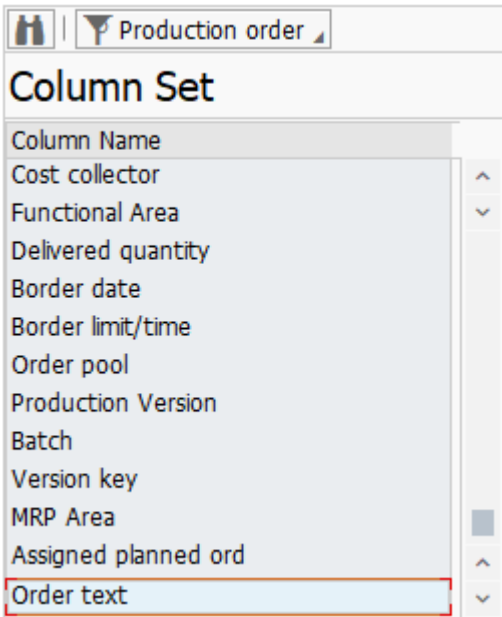 Production order
Column Set
Column Name
Cost collector
Functional Area
Delivered quantity
Border date
Border limit/time
Order pool
Production Version
Batch
Version key
MRP Area
Assigned planned ord
Order text